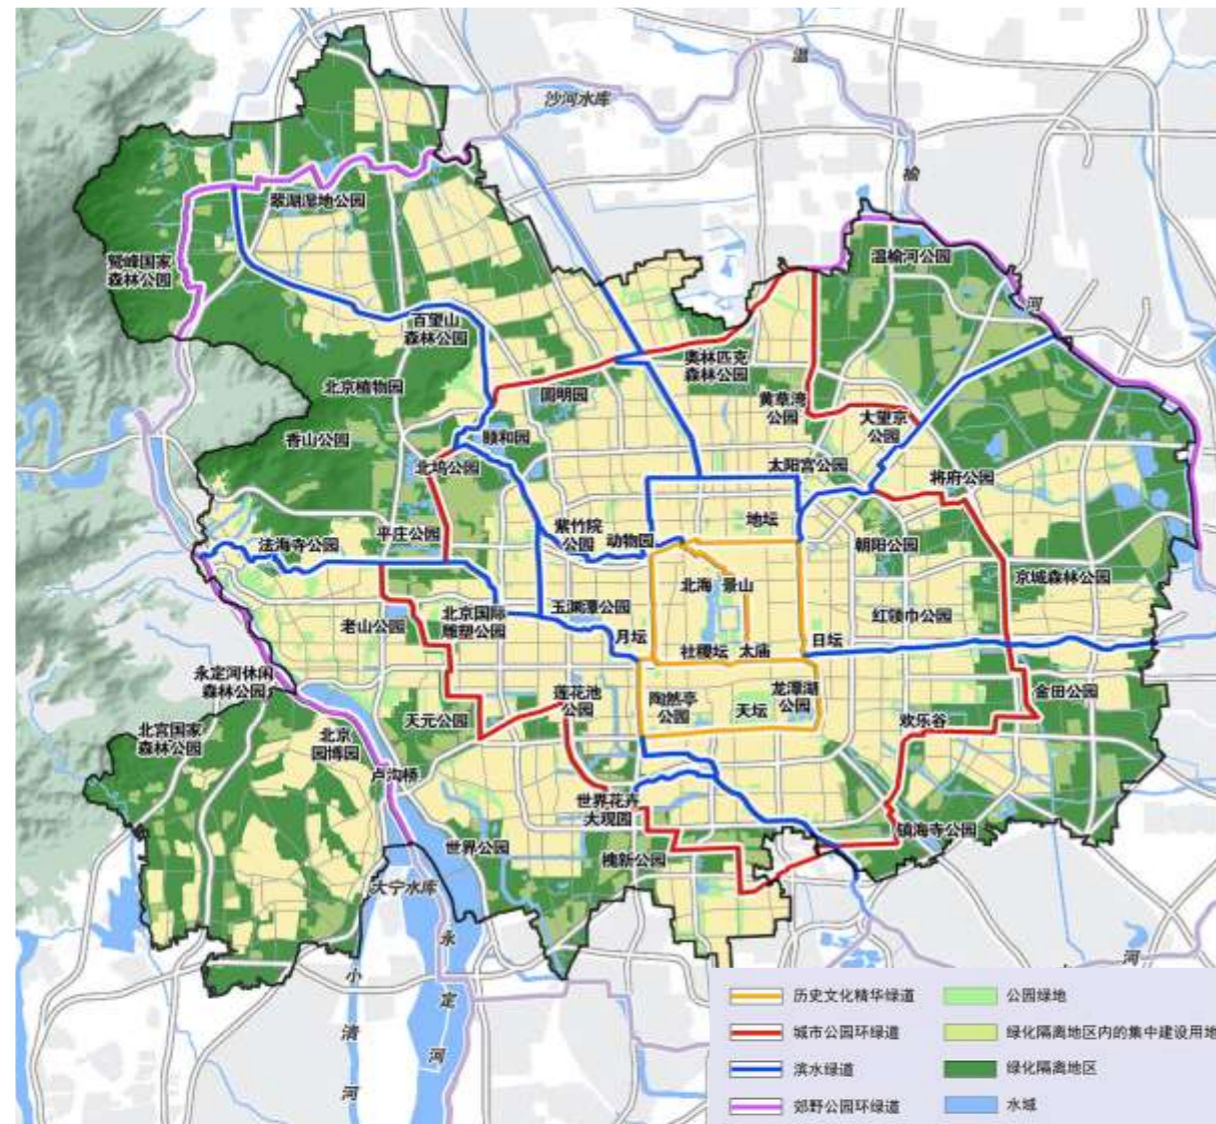 温
沙河水库
榆
翠湖湿地公园
温榆河公园
鹫峰国家
森林公园
河
百望山
森林公园
奥林匹克
森林公园
北京植物园
圆明园
黄草湾
公园
大望京
公园
香山公园
颐和园
北坞公园
太阳宫公园
将府公园
紫竹院
公园
动物园
地坛
平庄公园
法海寺公园
朝阳公园
京城森林公园
北海
景山
玉渊潭公园
北京国际
雕塑公园
红领巾公园
老山公园
月坛
日坛
社稷坛
太庙
永定河休闲
森林公园
莲花池
公园
陶然亭
公园
龙潭湖
公园
金田公园
天坛
天元公园
欢乐谷
北宫国家
森林公园
北京
园博园
卢沟桥
世界花卉
大观园
镇海寺公园
世界公园
槐新公园
大宁水库
永
定
河
小
清
河
河
历史文化精华绿道
公园绿地
城市公园环绿道
绿化隔离地区内的集中建设用地
滨水绿道
绿化隔离地区
郊野公园环绿道
水域